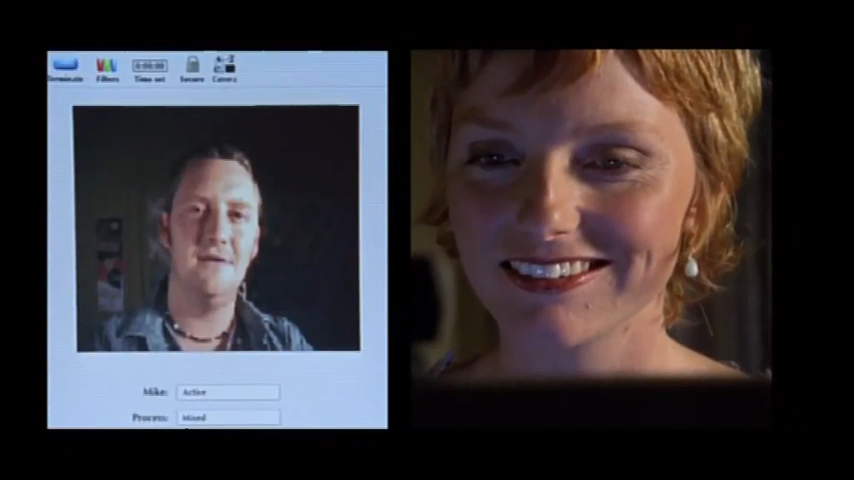 Terminate Filters Time set Secure Camera
Mike: Active
Process: Mixed